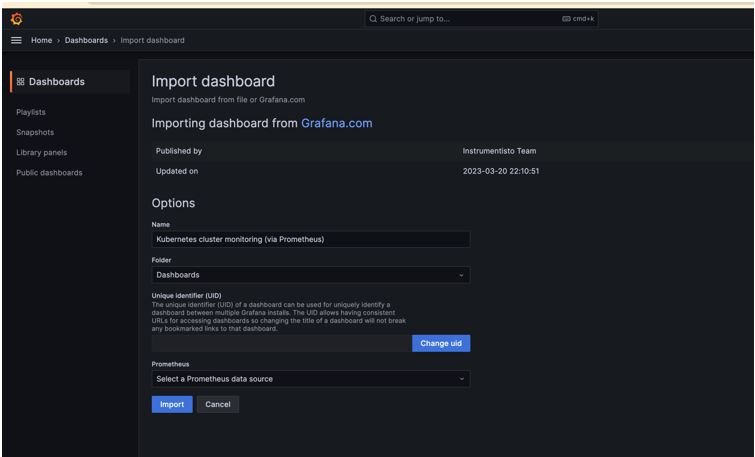 Search or jump to...
cmd+k
Home › Dashboards › Import dashboard
Dashboards
Playlists
Snapshots
Library panels
Public dashboards
Import dashboard
Import dashboard from file or Grafana.com
Importing dashboard from Grafana.com
Published by Instrumentisto Team
Updated on 2023-03-20 22:10:51
Options
Name
Kubernetes cluster monitoring (via Prometheus)
Folder
Dashboards
Unique identifier (UID)
The unique identifier (UID) of a dashboard can be used for uniquely identify a
dashboard between multiple Grafana installs. The UID allows having consistent
URLs for accessing dashboards so changing the title of a dashboard will not break
any bookmarked links to that dashboard.
Change uid
Prometheus
Select a Prometheus data source
Import Cancel